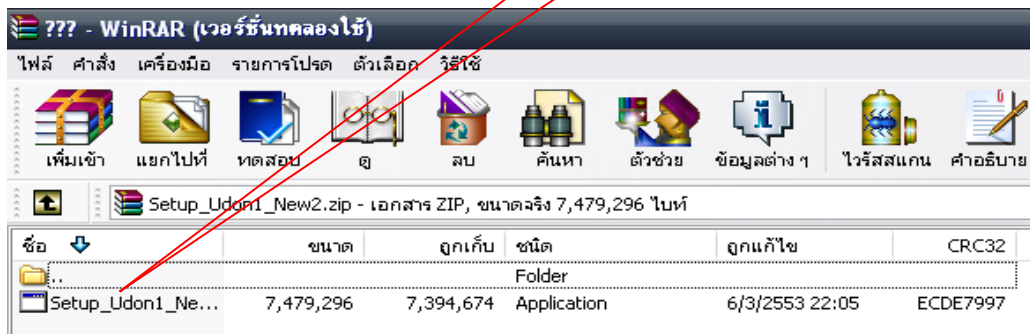 ??? - WinRAR (เวอร์ชั่นทดลองใช้)
ไฟล์ คำสั่ง เครื่องมือ รายการโปรด ตัวเลือก วิธีใช้
เพิ่มเข้า แยกไปที่ ทดสอบ ดู ลบ ค้นหา ตัวช่วย ข้อมูลต่าง ๆ ไวรัสสแกน คำอธิบาย
Setup_Udon1_New2.zip - เอกสาร ZIP, ขนาดจริง 7,479,296 ไบท์
ชื่อ ขนาด ถูกเก็บ ชนิด ถูกแก้ไข CRC32
.. Folder
Setup_Udon1_Ne... 7,479,296 7,394,674 Application 6/3/2553 22:05 ECDE7997